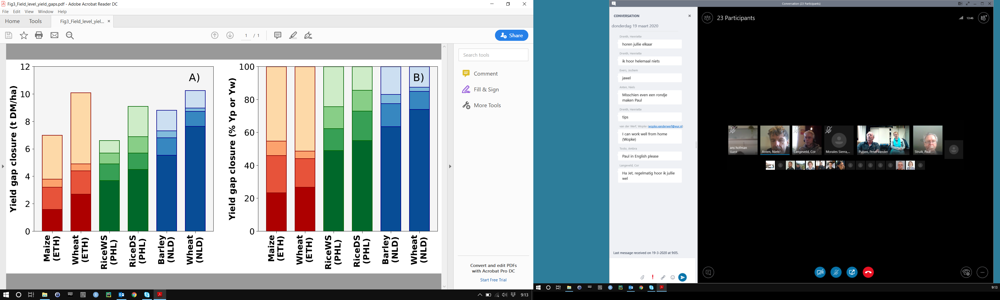 Fig3_Field_level_yield_gaps.pdf - Adobe Acrobat Reader DC
File Edit View Window Help
Home Tools Fig3_Field_level_yiel... ×
1 / 1
Share
Search tools
Comment
Fill & Sign
More Tools
Convert and edit PDFs
with Acrobat Pro DC
Start Free Trial
Yield gap closure (t DM/ha)
12
10
8
6
4
2
0
A)
Maize
(ETH)
Wheat
(ETH)
RiceWS
(PHL)
RiceDS
(PHL)
Barley
(NLD)
Wheat
(NLD)
Yield gap closure (% Yp or Yw)
100
80
60
40
20
0
B)
Maize
(ETH)
Wheat
(ETH)
RiceWS
(PHL)
RiceDS
(PHL)
Barley
(NLD)
Wheat
(NLD)
9:13
Conversation (23 Participants)
CONVERSATION
donderdag 19 maart 2020
Drenth, Henriette
horen jullie elkaar
Drenth, Henriette
ik hoor helemaal niets
Evers, Jochem
jawel
Anten, Niels
Misschien even een rondje
maken Paul
Drenth, Henriette
tips
van der Werf, Wopke (wopke.vanderwerf@wur.nl)
I can work well from home
(Wopke)
Tosto, Ambra
Paul in English please
Langeveld, Cor
Ha Jet, regelmatig hoor ik jullie
wel
Last message received on 19-3-2020 at 9:05.
23 Participants
13:46
ans hofman
Guest
Anten, Niels
Langeveld, Cor
Morales Sierra,...
Putten, Peter vander
Struik, Paul
9:13